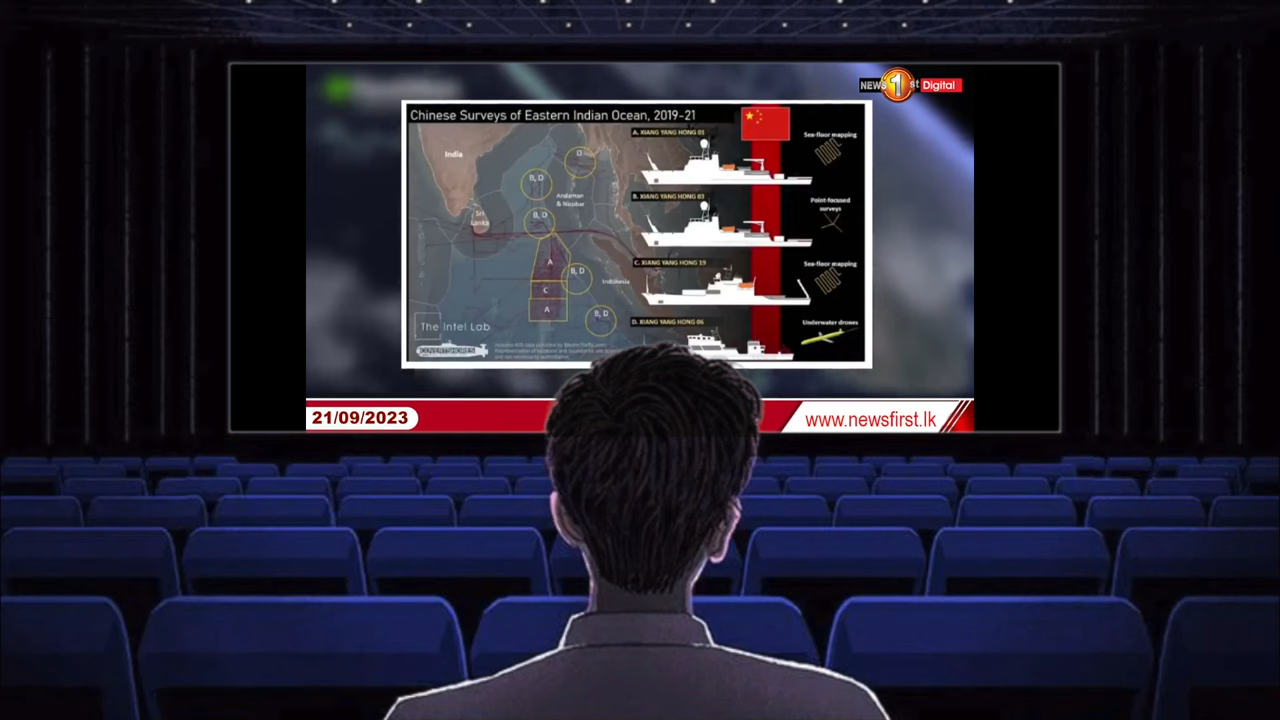 NEWS 1st Digital
Chinese Surveys of Eastern Indian Ocean, 2019-21
A. XIANG YANG HONG 01
Sea-floor mapping
India
D
B, D
Andaman
& Nicobar
B. XIANG YANG HONG 03
Point-focused
surveys
Sri
Lanka
B, D
A
C. XIANG YANG HONG 19
Sea-floor mapping
B, D
Indonesia
C
A
B, D
D. XIANG YANG HONG 06
Underwater drones
The Intel Lab
COVERTSHORES
21/09/2023
www.newsfirst.lk